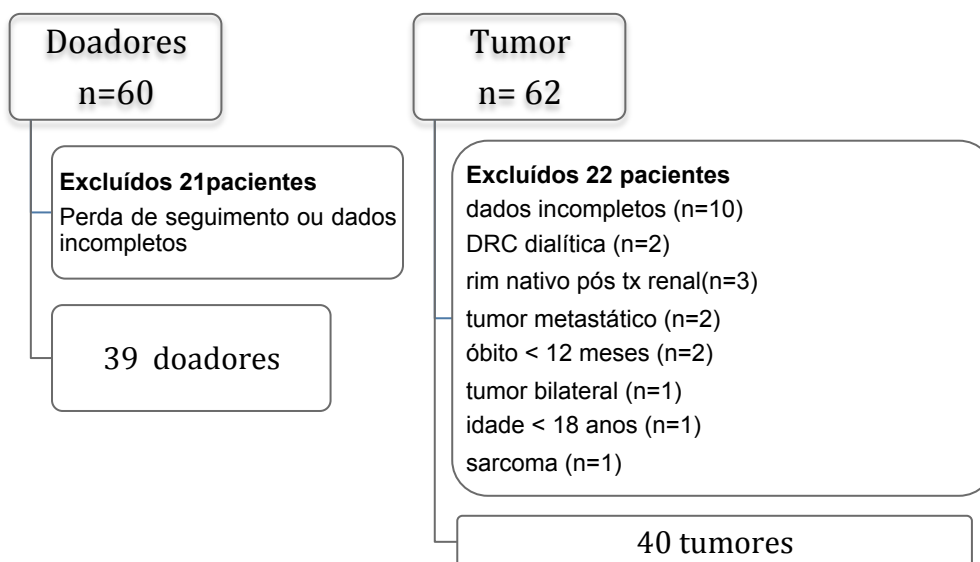 Doadores
n=60
Excluídos 21pacientes
Perda de seguimento ou dados
incompletos
39 doadores
Tumor
n= 62
Excluídos 22 pacientes
dados incompletos (n=10)
DRC dialítica (n=2)
rim nativo pós tx renal(n=3)
tumor metastático (n=2)
óbito < 12 meses (n=2)
tumor bilateral (n=1)
idade < 18 anos (n=1)
sarcoma (n=1)
40 tumores